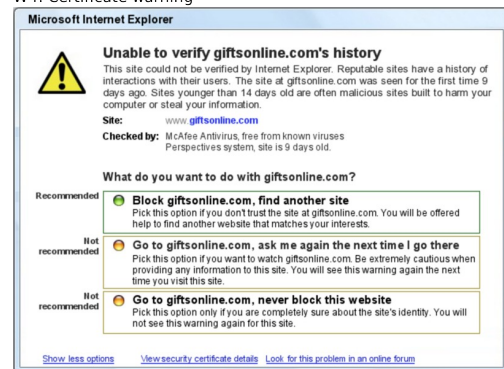 W-1: Certificate warning
Microsoft Internet Explorer
Unable to verify giftsonline.com's history
This site could not be verified by Internet Explorer. Reputable sites have a history of
interactions with their users. The site at giftsonline.com was seen for the first time 9
days ago. Sites younger than 14 days old are often malicious sites built to harm your
computer or steal your information.
Site: www.giftsonline.com
Checked by: McAfee Antivirus, free from known viruses
Perspectives system, site is 9 days old.
What do you want to do with giftsonline.com?
Recommended
Block giftsonline.com, find another site
Pick this option if you don't trust the site at giftsonline.com. You will be offered
help to find another website that matches your interests.
Not
recommended
Go to giftsonline.com, ask me again the next time I go there
Pick this option if you want to watch giftsonline.com. Be extremely cautious when
providing any information to this site. You will see this warning again the next
time you visit this site.
Not
recommended
Go to giftsonline.com, never block this website
Pick this option only if you are completely sure about the site's identity. You will
not see this warning again for this site.
Show less options View security certificate details Look for this problem in an online forum